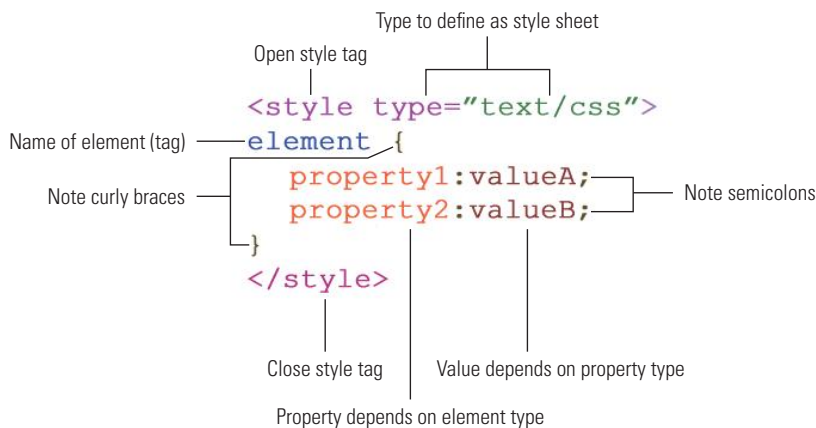 Type to define as style sheet
Open style tag
<style type="text/css">
Name of element (tag)
element {
property1:valueA;
Note curly braces
Note semicolons
property2:valueB;
}
</style>
Close style tag
Value depends on property type
Property depends on element type